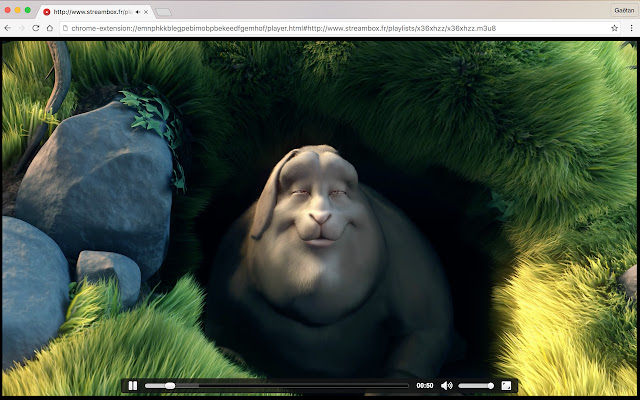 http://www.streambox.fr/pla
Gaëtan
chrome-extension://emnphkkblegpebimobpbekeedfgemhof/player.html#http://www.streambox.fr/playlists/x36xhzz/x36xhzz.m3u8
00:50